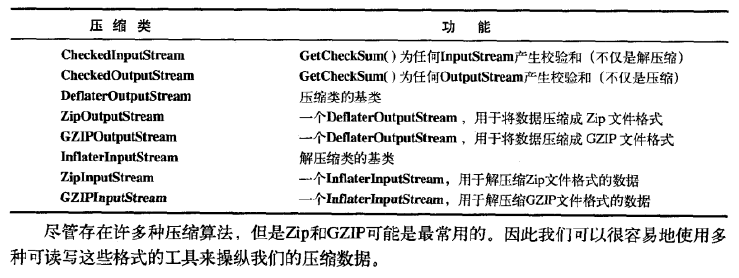 压缩类 功能
CheckedInputStream GetCheckSum()为任何InputStream产生校验和（不仅是解压缩）
CheckedOutputStream GetCheckSum()为任何OutputStream产生校验和（不仅是压缩）
DeflaterOutputStream 压缩类的基类
ZipOutputStream 一个DeflaterOutputStream，用于将数据压缩成Zip文件格式
GZIPOutputStream 一个DeflaterOutputStream，用于将数据压缩成GZIP文件格式
InflaterInputStream 解压缩类的基类
ZipInputStream 一个InflaterInputStream，用于解压缩Zip文件格式的数据
GZIPInputStream 一个InflaterInputStream，用于解压缩GZIP文件格式的数据
尽管存在许多种压缩算法，但是Zip和GZIP可能是最常用的。因此我们可以很容易地使用多
种可读写这些格式的工具来操纵我们的压缩数据。